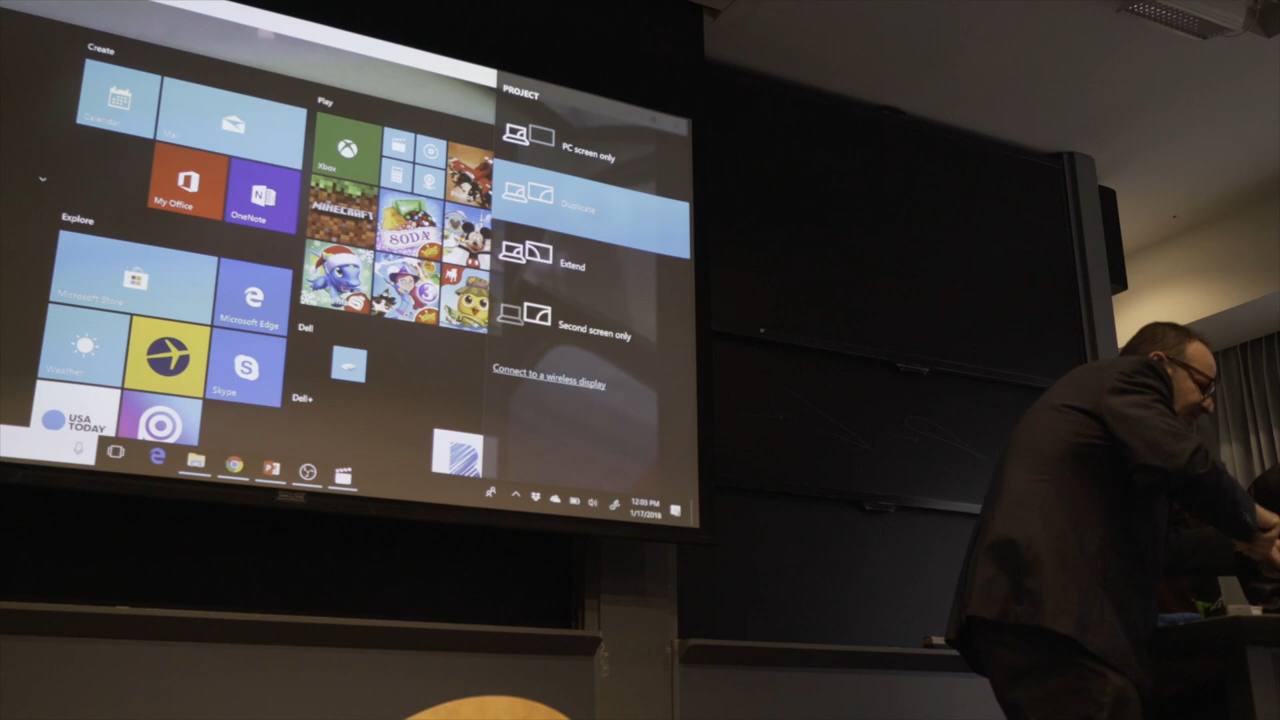 Create
Calendar
Mail
My Office
OneNote
Explore
Microsoft Store
Microsoft Edge
Weather
Skype
USA
TODAY
Play
Xbox
MINECRAFT
SODA
Dell
Dell+
PROJECT
PC screen only
Duplicate
Extend
Second screen only
Connect to a wireless display
12:03 PM
1/17/2018